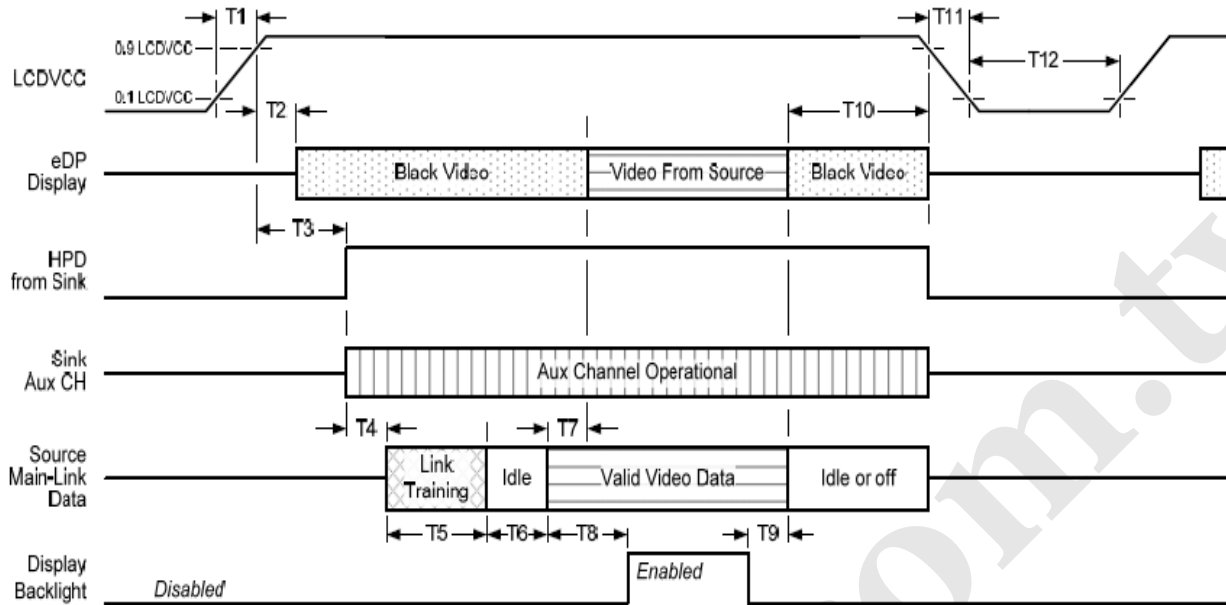 T1
T11
0.9 LCDVCC
LCDVCC
T12
0.1 LCDVCC
T2
T10
eDP
Display
Black Video
Video From Source
Black Video
T3
HPD
from Sink
Sink
Aux CH
Aux Channel Operational
T4
T7
Source
Main-Link
Data
Link
Training
Idle
Valid Video Data
Idle or off
T5
T6
T8
T9
Display
Backlight
Disabled
Enabled
om.t